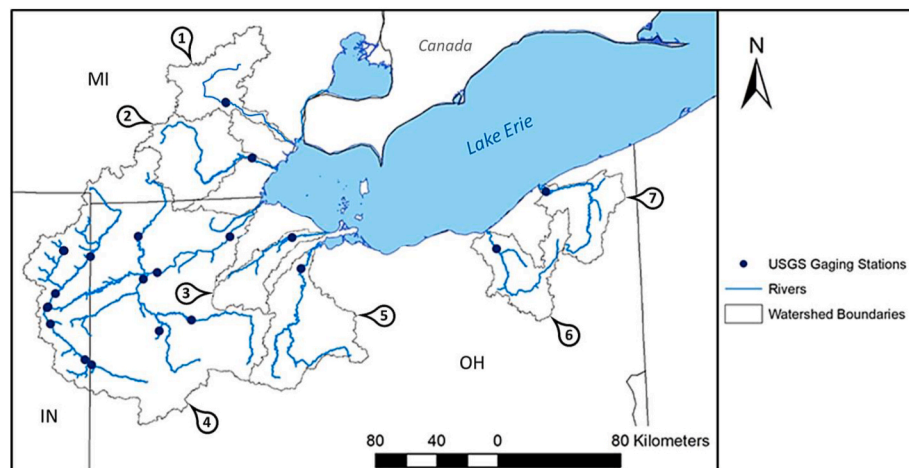 1
Canada
MI
2
N
Lake Erie
7
USGS Gaging Stations
Rivers
3
Watershed Boundaries
5
6
OH
IN
4
80 40 0 80 Kilometers